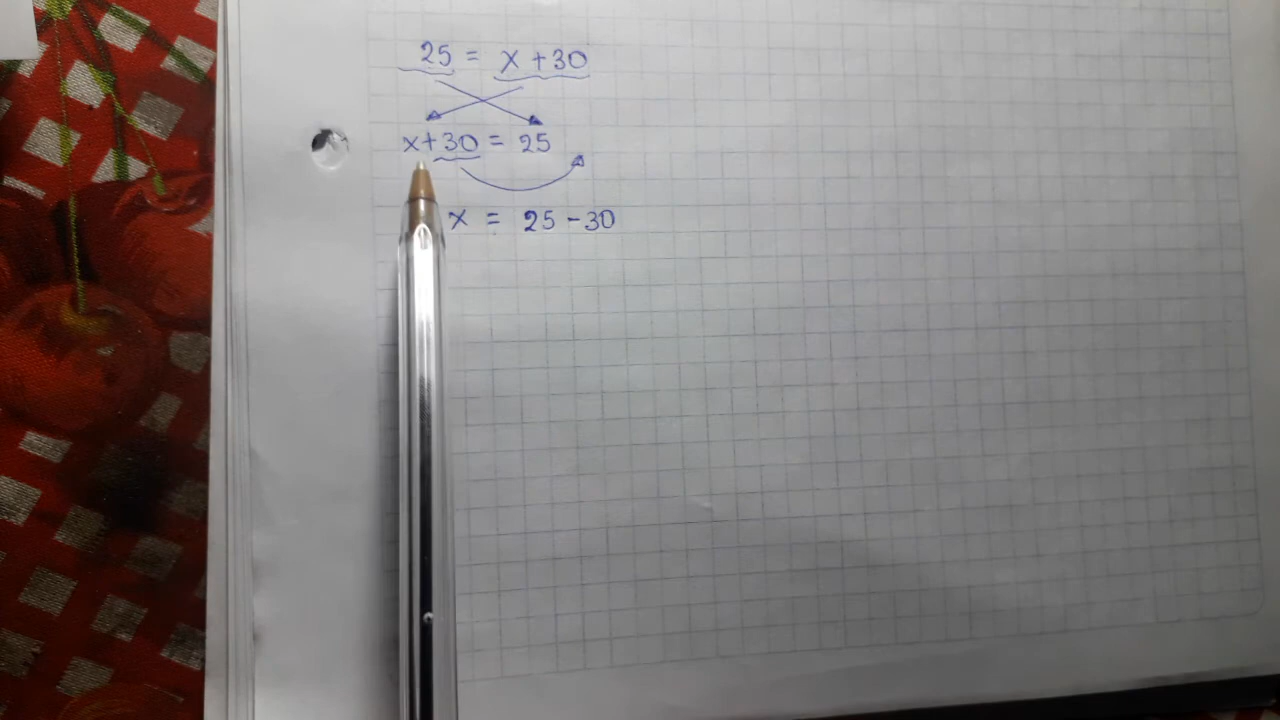 25 = x + 30
x + 30 = 25
x = 25 - 30